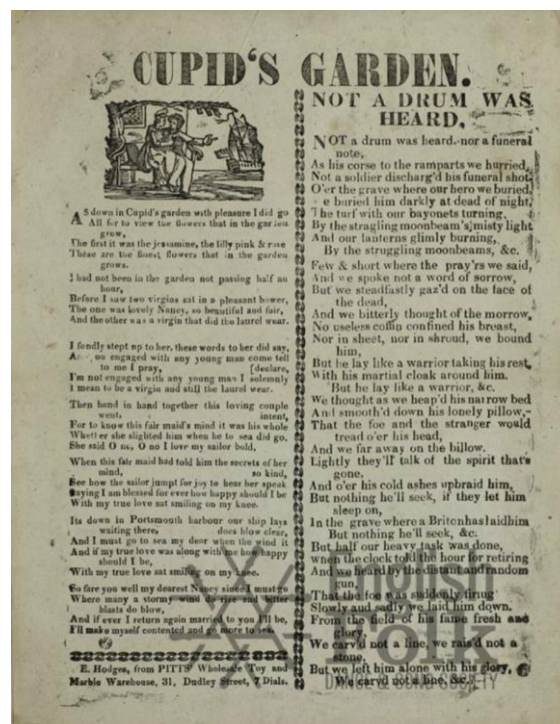 CUPID'S GARDEN.
AS down in Cupid's garden with pleasure I did go
All for to view the flowers that in the garden
grow,
The first it was the jessamine, the lilly pink & rose
These are the finest flowers that in the garden
grows.
I had not been in the garden not passing half an
hour,
Before I saw two virgins sat in a pleasant bower,
The one was lovely Nancy, so beautiful and fair,
And the other was a virgin that did the laurel wear.
I fondly stept up to her, these words to her did say,
you engaged with any young man come tell
to me I pray, [declare,
I'm not engaged with any young man I solemnly
I mean to be a virgin and still the laurel wear.
Then hand in hand together this loving couple
went, intent,
For to know this fair maid's mind it was his whole
Whether she slighted him when he to sea did go,
She said O no, O no I love my sailor bold,
When this fair maid had told him the secrets of her
mind, so kind,
See how the sailor jumpt for joy to hear her speak
Saying I am blessed for ever how happy should I be
With my true love sat smiling on my knee.
Its down in Portsmouth harbour our ship lays
waiting there, does blow clear,
And I must go to sea my dear when the wind it
And if my true love was along with me how happy
should I be,
With my true love sat smiling on my knee.
So fare you well my dearest Nancy since I must go
Where many a stormy wind do rise and
blasts do blow,
And if ever I return again married to you I'll be,
I'll make myself contented and go more to sea
E. Hodges, from PITTS Wholesale Toy and
Marble Warehouse, 31, Dudley Street, 7 Dials.
NOT A DRUM WAS
HEARD,
NOT a drum was heard, nor a funeral
note,
As his corse to the ramparts we hurried,
Not a soldier discharg'd his funeral shot
O'er the grave where our hero we buried,
e buried him darkly at dead of night,
The turf with our bayonets turning,
By the stragling moonbeam's misty light
And our lanterns glimly burning,
By the struggling moonbeams, &c.
Few & short where the pray'rs we said,
And we spoke not a word of sorrow,
But we steadfastly gaz'd on the face of
the dead,
And we bitterly thought of the morrow,
No useless coffin confined his breast,
Nor in sheet, nor in shroud, we bound
him,
But he lay like a warrior taking his rest,
With his martial cloak around him.
But he lay like a warrior, &c.
We thought as we heap'd his narrow bed
And smooth'd down his lonely pillow,-
That the foe and the stranger would
tread o'er his head,
And we far away on the billow.
Lightly they'll talk of the spirit that's
gone,
And o'er his cold ashes upbraid him,
But nothing he'll seek, if they let him
sleep on,
In the grave where a Briton has laid him
But nothing he'll seek, &c.
But half our heavy task was done,
when the clock told the hour for retiring
And we heard by the distant and random
gun,
That the foe was suddenly firing
Slowly and sadly we laid him down.
From the field of his fame fresh and
glory,
We carv'd not a line, we rais'd not a
stone,
But we left him alone with his glory,
We carv'd not a line, &c.
English
Folk
DANCE & SONG SOCIETY